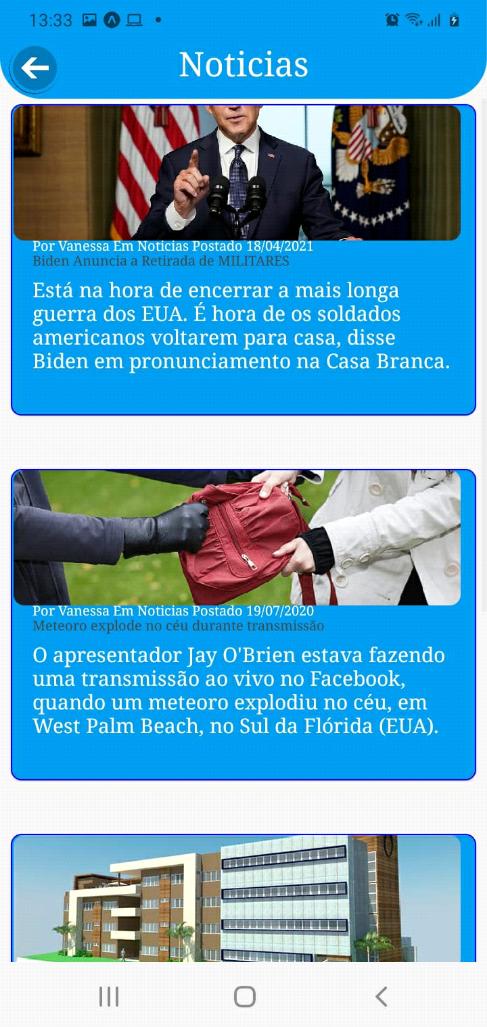 13:33
Noticias
Por Vanessa Em Noticias Postado 18/04/2021
Biden Anuncia a Retirada de MILITARES
Está na hora de encerrar a mais longa
guerra dos EUA. É hora de os soldados
americanos voltarem para casa, disse
Biden em pronunciamento na Casa Branca.
Por Vanessa Em Noticias Postado 19/07/2020
Meteoro explode no céu durante transmissão
O apresentador Jay O'Brien estava fazendo
uma transmissão ao vivo no Facebook,
quando um meteoro explodiu no céu, em
West Palm Beach, no Sul da Flórida (EUA).